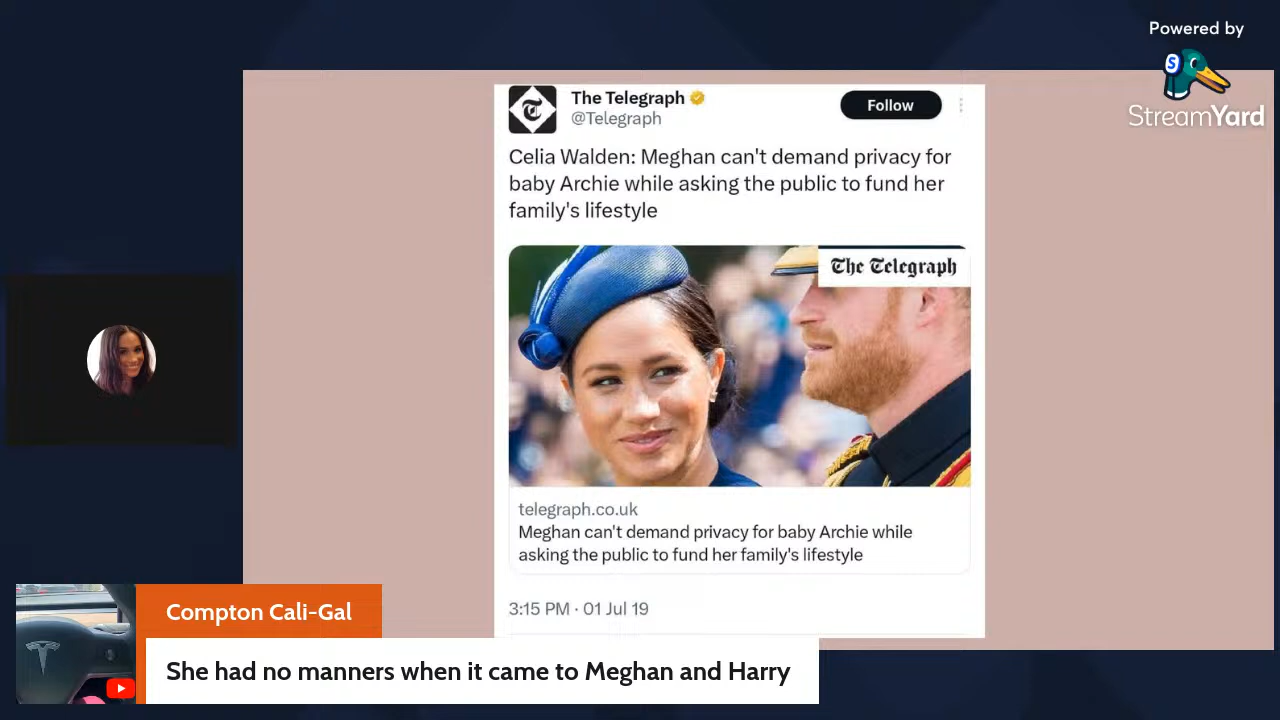 Powered by
StreamYard
The Telegraph
@Telegraph
Follow
Celia Walden: Meghan can't demand privacy for
baby Archie while asking the public to fund her
family's lifestyle
The Telegraph
telegraph.co.uk
Meghan can't demand privacy for baby Archie while
asking the public to fund her family's lifestyle
3:15 PM · 01 Jul 19
Compton Cali-Gal
She had no manners when it came to Meghan and Harry